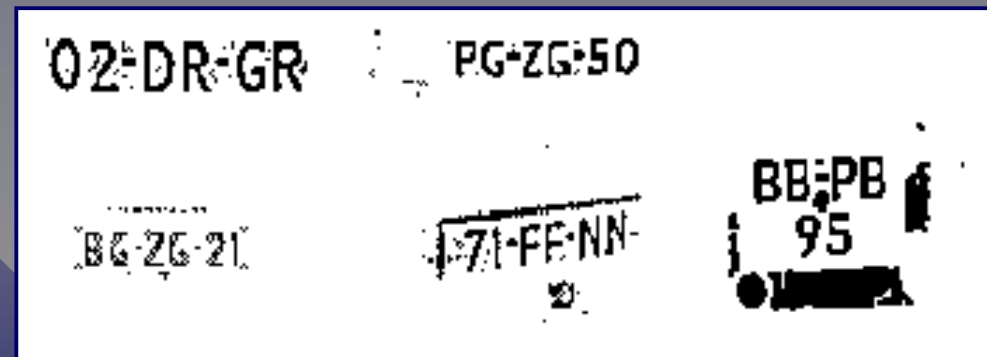 02-DR-GR
PG-ZG-50
BG-ZG-21
71-FF-NN
BB-PB
95